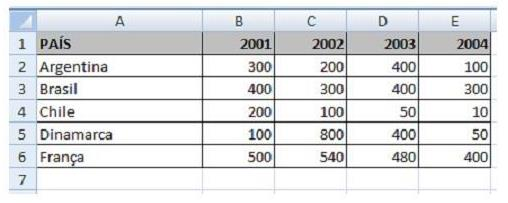 A B C D E
1 PAÍS 2001 2002 2003 2004
2 Argentina 300 200 400 100
3 Brasil 400 300 400 300
4 Chile 200 100 50 10
5 Dinamarca 100 800 400 50
6 França 500 540 480 400
7